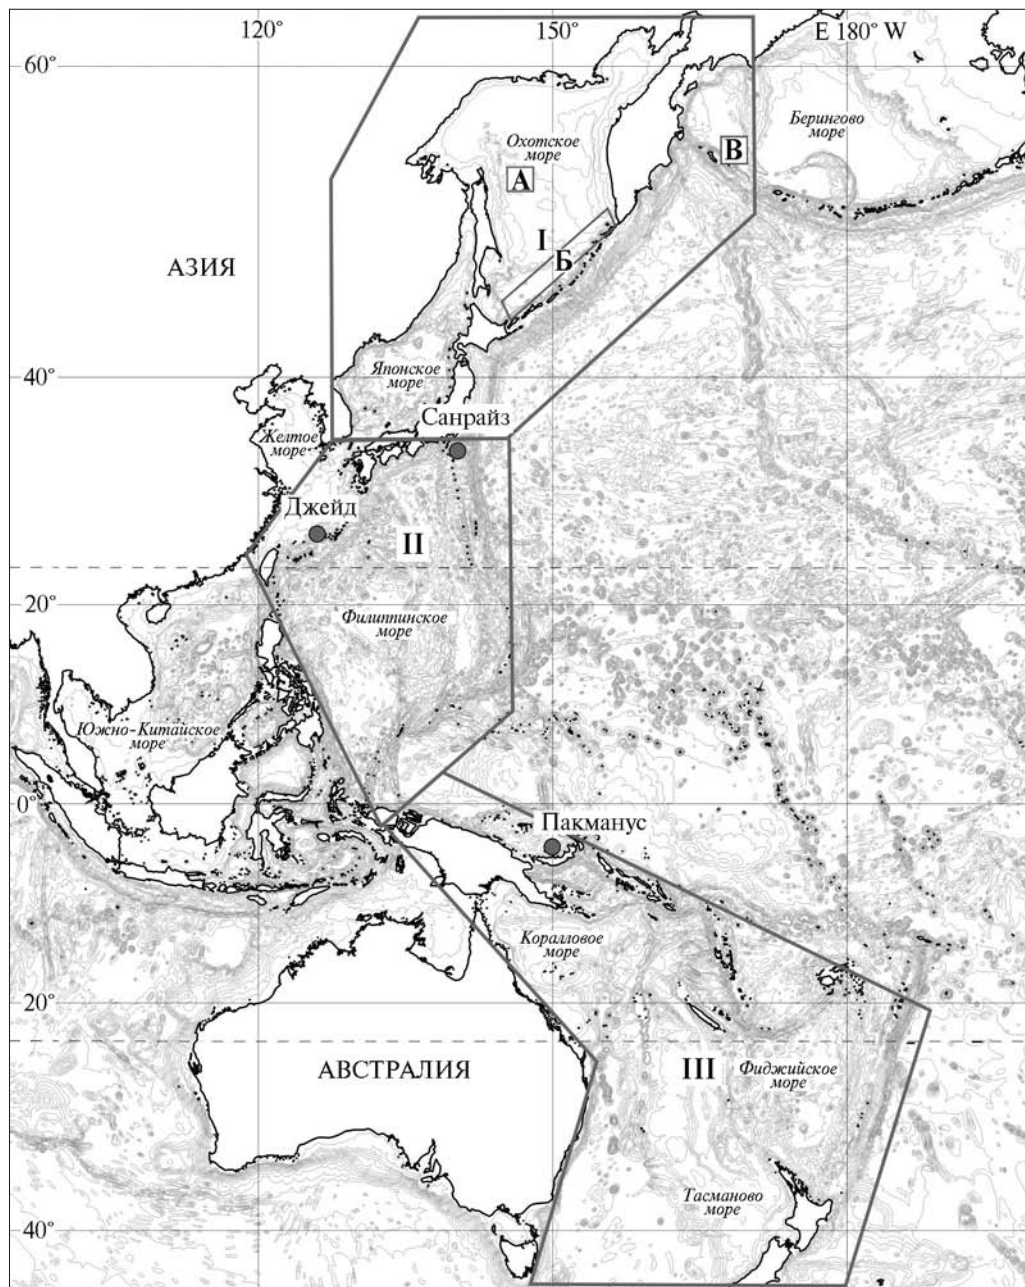 120°
150°
E 180° W
60°
Берингово
море
Охотское
море
А
В
I
Б
АЗИЯ
40°
Японское
море
Санрайз
Желтое
море
Джейд
II
20°
Филиппинское
море
Южно-Китайское
море
0°
Пакманус
Коралловое
море
20°
АВСТРАЛИЯ
III
Фиджийское
море
Тасманово
море
40°